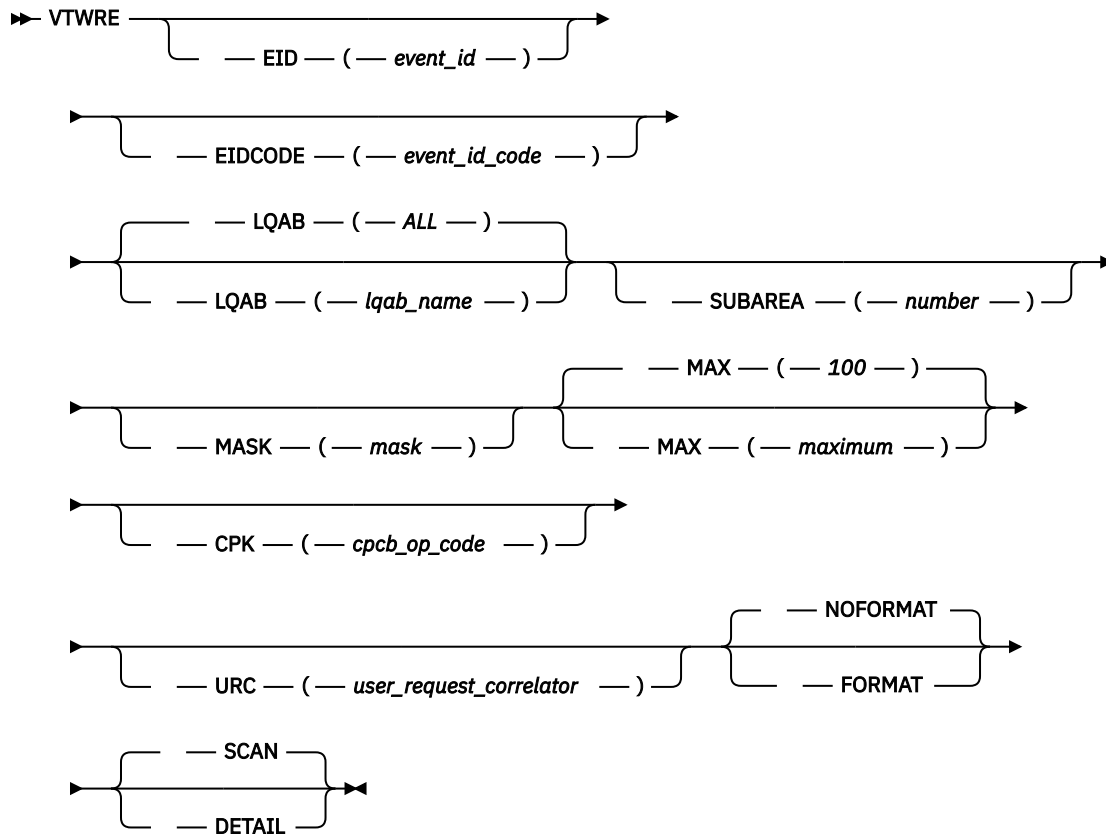 VTWRE
EID ( event_id )
EIDCODE ( event_id_code )
LQAB ( ALL )
LQAB ( lqab_name )
SUBAREA ( number )
MASK ( mask )
MAX ( 100 )
MAX ( maximum )
CPK ( cpcb_op_code )
URC ( user_request_correlator )
NOFORMAT
FORMAT
SCAN
DETAIL